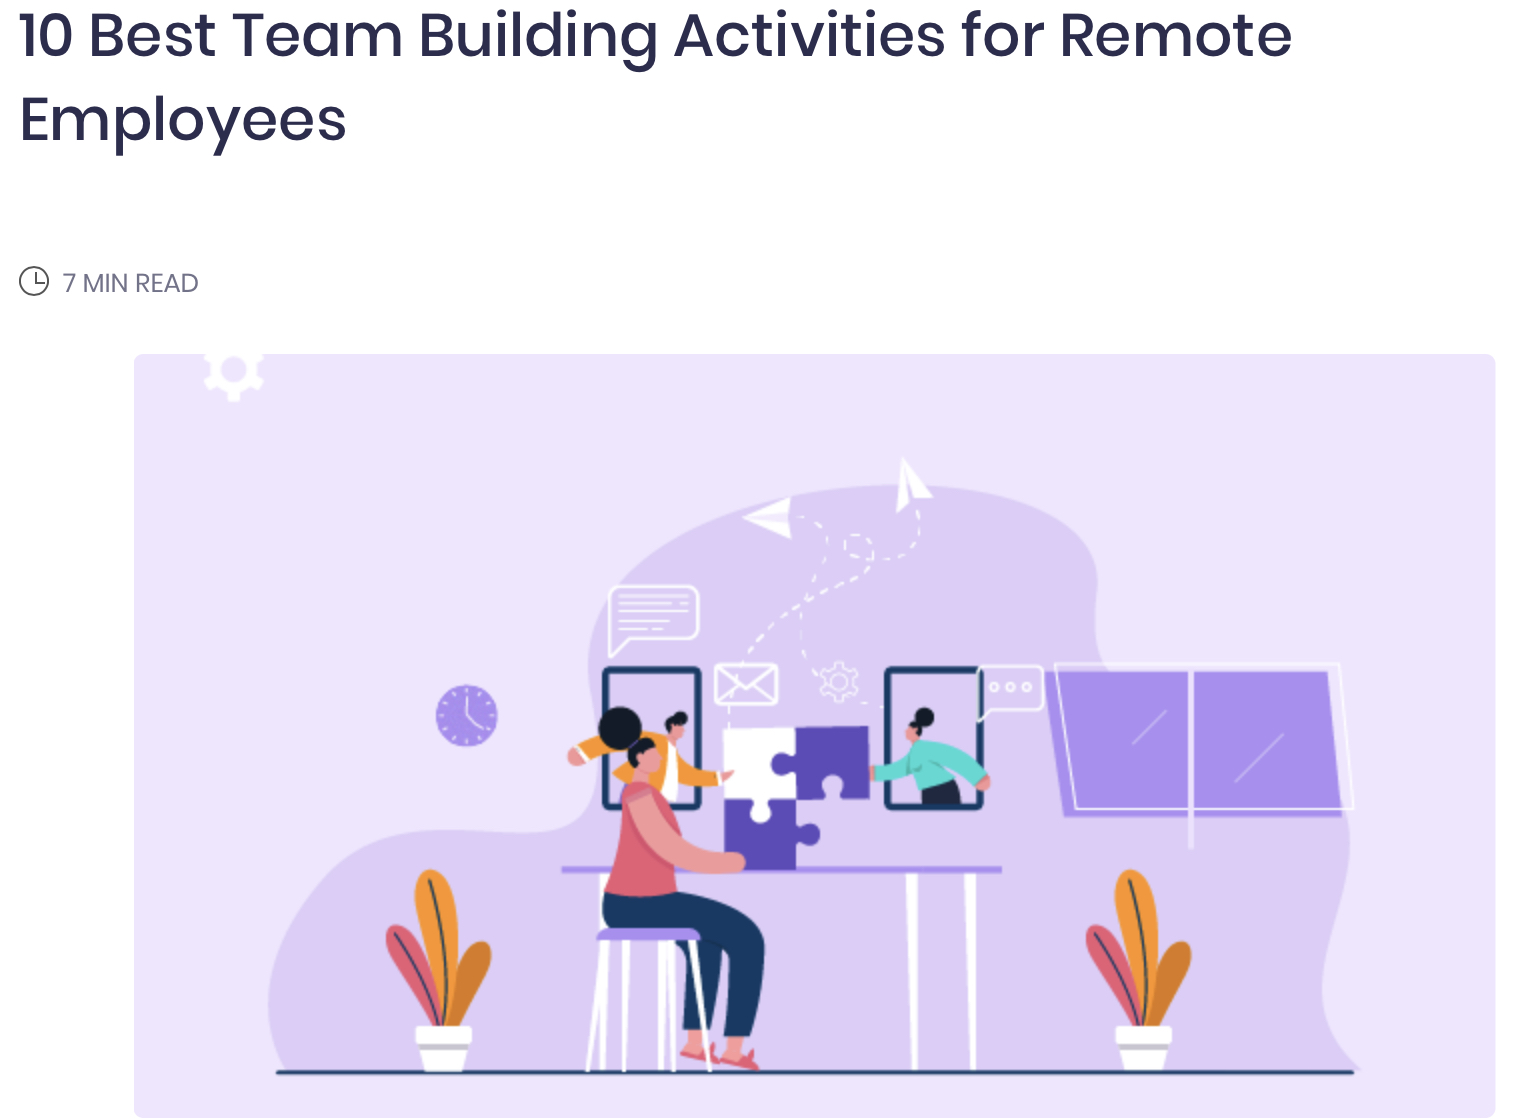 10 Best Team Building Activities for Remote
Employees
7 MIN READ